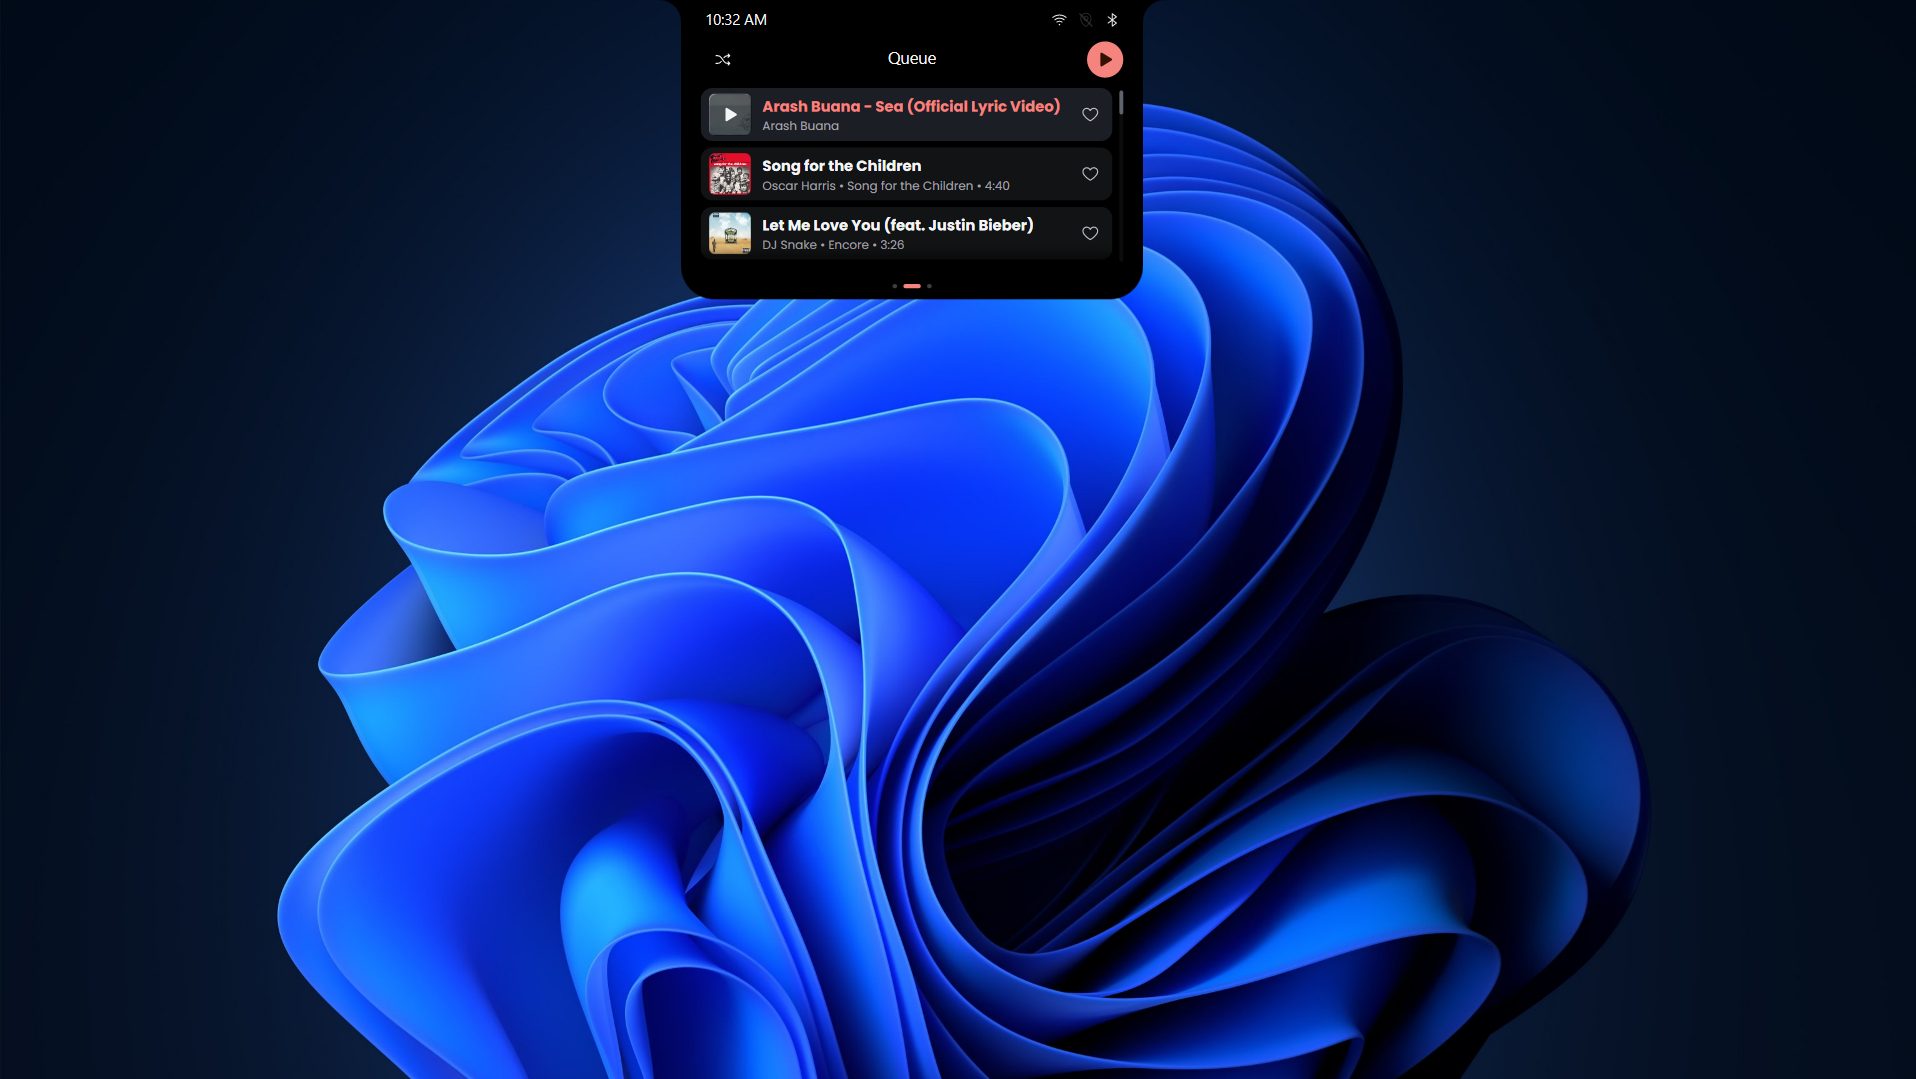 10:32 AM
Queue
Arash Buana - Sea (Official Lyric Video)
Arash Buana
Song for the Children
Oscar Harris • Song for the Children • 4:40
Let Me Love You (feat. Justin Bieber)
DJ Snake • Encore • 3:26